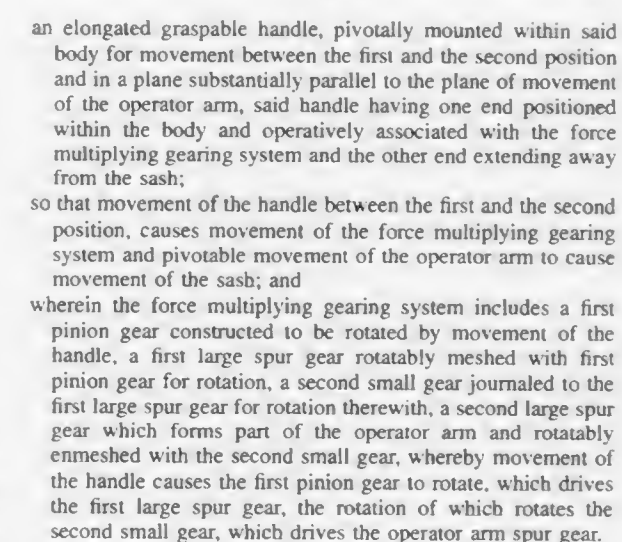 an elongated graspable handle, pivotally mounted within said
body for movement between the first and the second position
and in a plane substantially parallel to the plane of movement
of the operator arm, said handle having one end positioned
within the body and operatively associated with the force
multiplying gearing system and the other end extending away
from the sash;
so that movement of the handle between the first and the second
position, causes movement of the force multiplying gearing
system and pivotable movement of the operator arm to cause
movement of the sash; and
wherein the force multiplying gearing system includes a first
pinion gear constructed to be rotated by movement of the
handle, a first large spur gear rotatably meshed with first
pinion gear for rotation, a second small gear journaled to the
first large spur gear for rotation therewith, a second large spur
gear which forms part of the operator arm and rotatably
enmeshed with the second small gear, whereby movement of
the handle causes the first pinion gear to rotate, which drives
the first large spur gear, the rotation of which rotates the
second small gear, which drives the operator arm spur gear.